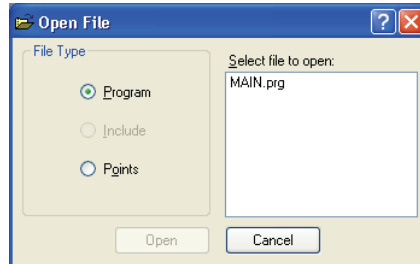 Open File
File Type
Program
Include
Points
Select file to open:
MAIN.prg
Open
Cancel